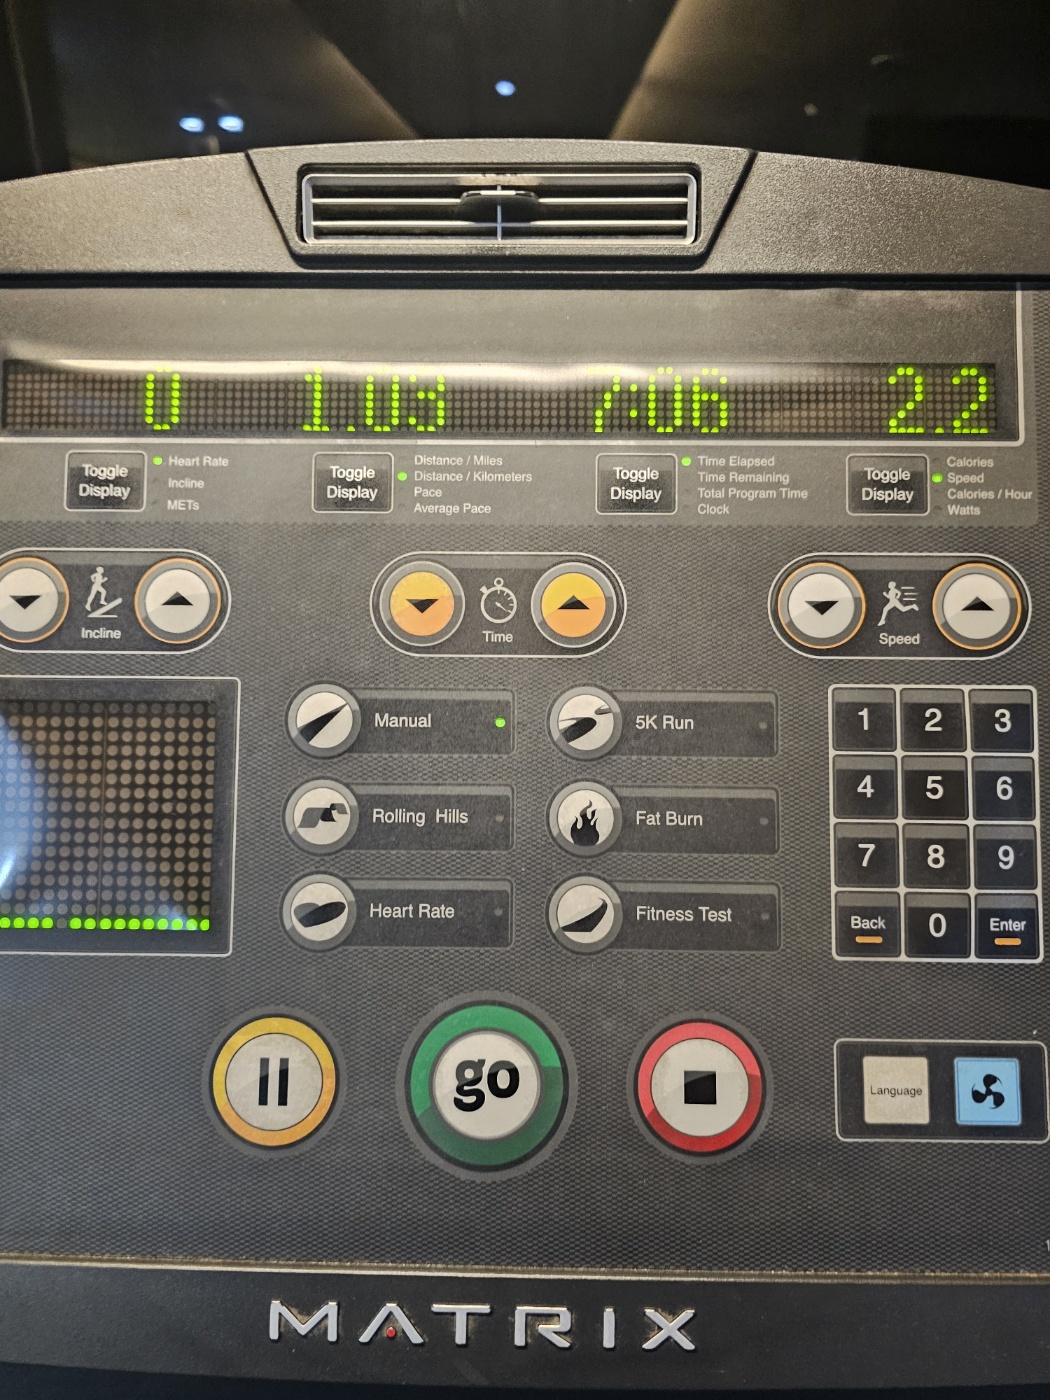 0 1.03 7:06 2.2
Toggle Display
Heart Rate
Incline
METs
Toggle Display
Distance / Miles
Distance / Kilometers
Pace
Average Pace
Toggle Display
Time Elapsed
Time Remaining
Total Program Time
Clock
Toggle Display
Calories
Speed
Calories / Hour
Watts
Incline
Time
Speed
Manual
5K Run
Rolling Hills
Fat Burn
Heart Rate
Fitness Test
1 2 3
4 5 6
7 8 9
Back 0 Enter
go
Language
MATRIX